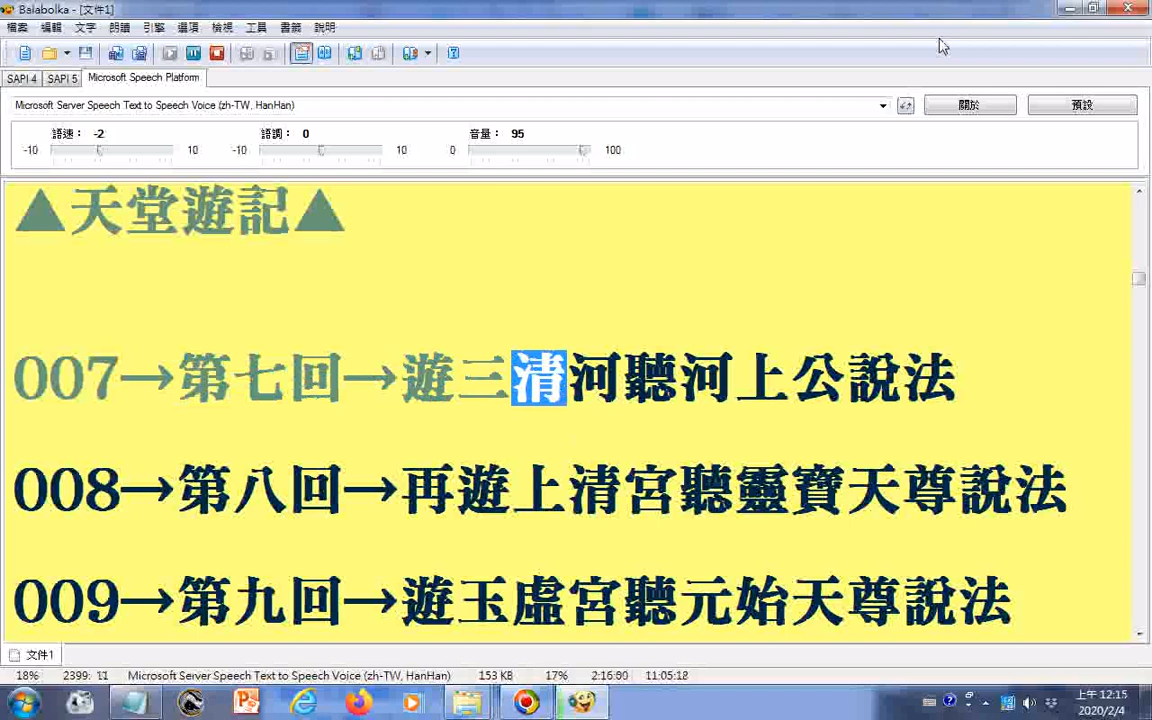 Balabolka - [文件1]
檔案 編輯 文字 朗讀 引擎 選項 檢視 工具 書籤 說明
SAPI 4 SAPI 5 Microsoft Speech Platform
Microsoft Server Speech Text to Speech Voice (zh-TW, HanHan) 關於 預設
語速： -2 語調： 0 音量： 95
-10 10 -10 10 0 100
▲天堂遊記▲
007→第七回→遊三清河聽河上公說法
008→第八回→再遊上清宮聽靈寶天尊說法
009→第九回→遊玉虛宮聽元始天尊說法
文件1
18% 2399: 11 Microsoft Server Speech Text to Speech Voice (zh-TW, HanHan) 153 KB 17% 2:16:00 11:05:18
上午 12:15
2020/2/4